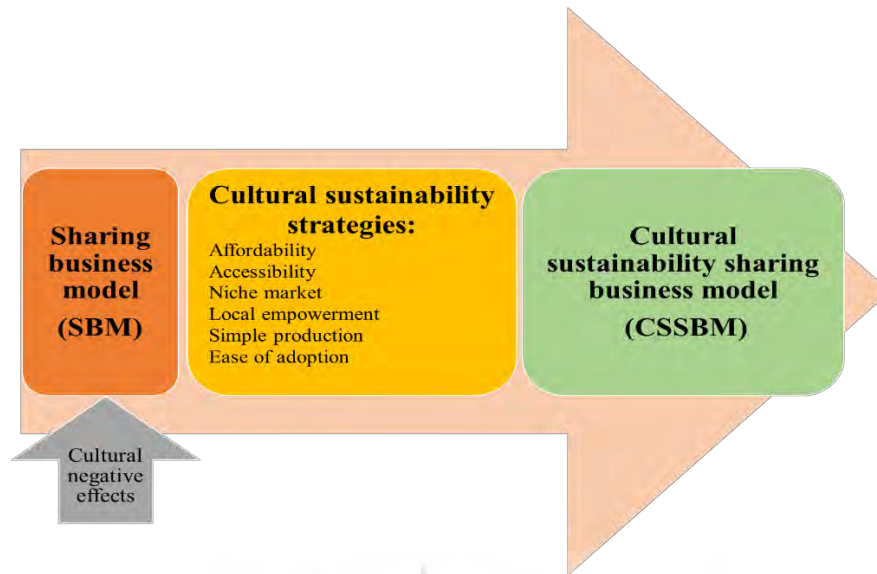 Sharing
business
model
(SBM)
Cultural sustainability
strategies:
Affordability
Accessibility
Niche market
Local empowerment
Simple production
Ease of adoption
Cultural
sustainability sharing
business model
(CSSBM)
Cultural
negative
effects